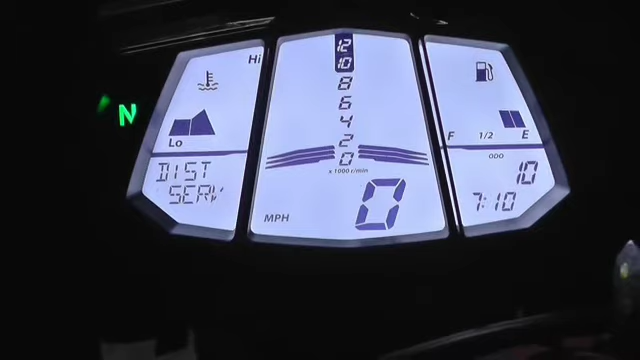 N
Hi
Lo
DIST
SERV
12
10
8
6
4
2
0
x 1000 r/min
MPH
0
F 1/2 E
ODO
10
7:10